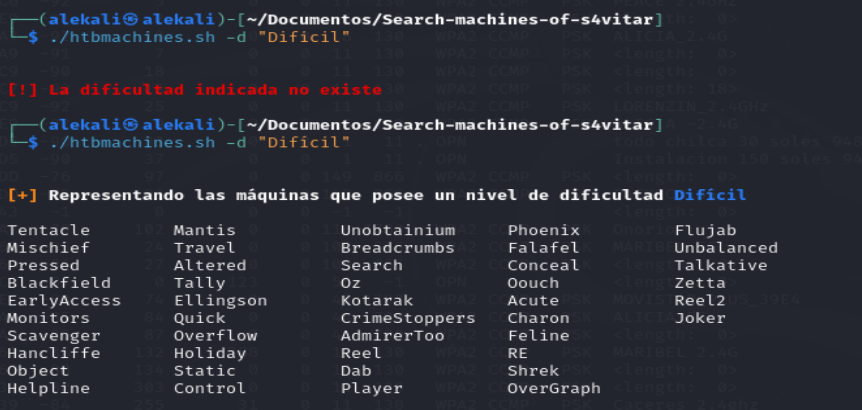 ┌──(alekali㉿alekali)-[~/Documentos/Search-machines-of-s4vitar]
└─$ ./htbmachines.sh -d "Dificil"
[!] La dificultad indicada no existe
┌──(alekali㉿alekali)-[~/Documentos/Search-machines-of-s4vitar]
└─$ ./htbmachines.sh -d "Difícil"
[+] Representando las máquinas que posee un nivel de dificultad Difícil
Tentacle Mantis Unobtainium Phoenix Flujab
Mischief Travel Breadcrumbs Falafel Unbalanced
Pressed Altered Search Conceal Talkative
Blackfield Tally Oz Oouch Zetta
EarlyAccess Ellingson Kotarak Acute Reel2
Monitors Quick CrimeStoppers Charon Joker
Scavenger Overflow AdmirerToo Feline
Hancliffe Holiday Reel RE
Object Static Dab Shrek
Helpline Control Player OverGraph